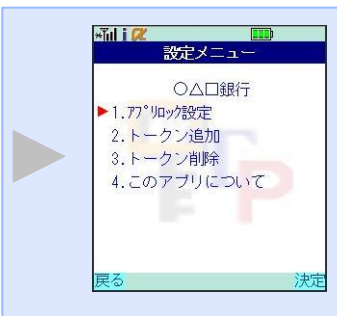 設定メニュー
○△□銀行
1.ｱﾌﾟﾘﾛｯｸ設定
2.トークン追加
3.トークン削除
4.このアプリについて
戻る 決定